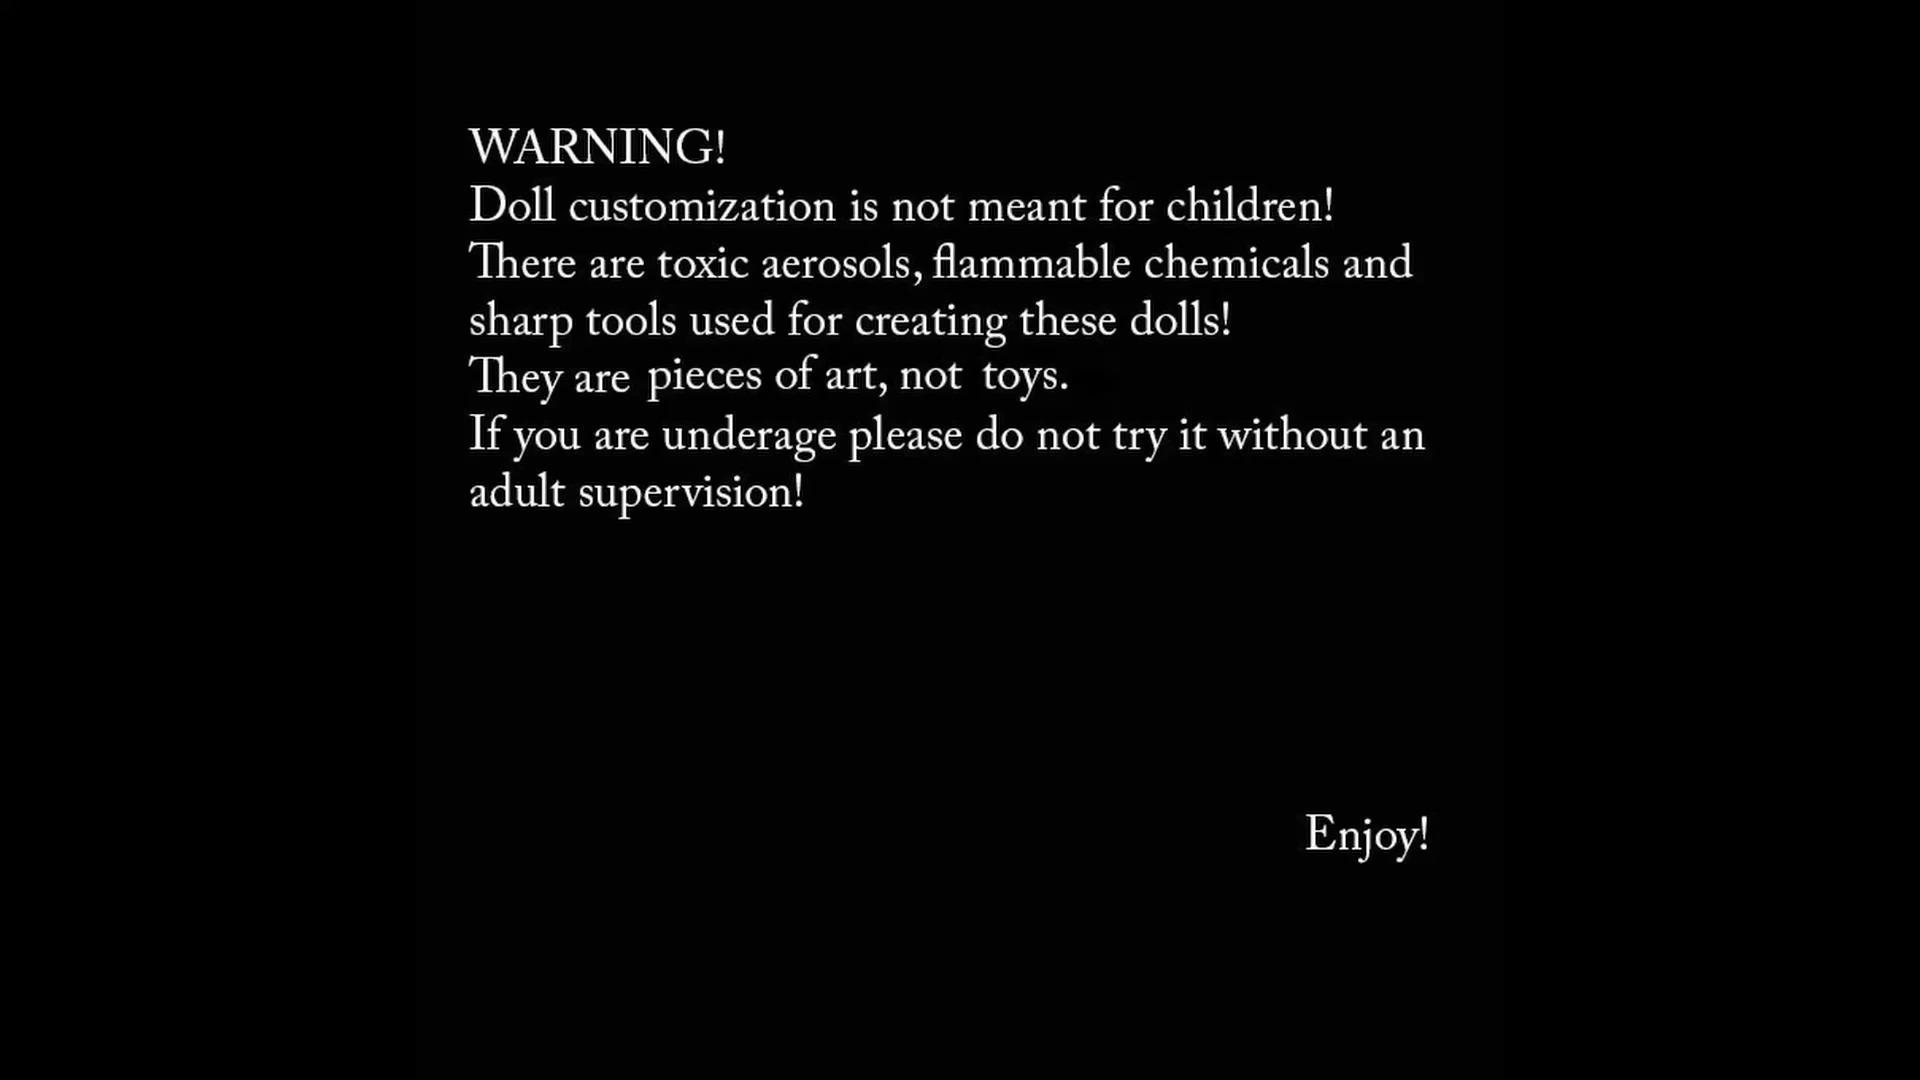 WARNING!
Doll customization is not meant for children!
There are toxic aerosols, flammable chemicals and
sharp tools used for creating these dolls!
They are pieces of art, not toys.
If you are underage please do not try it without an
adult supervision!
Enjoy!